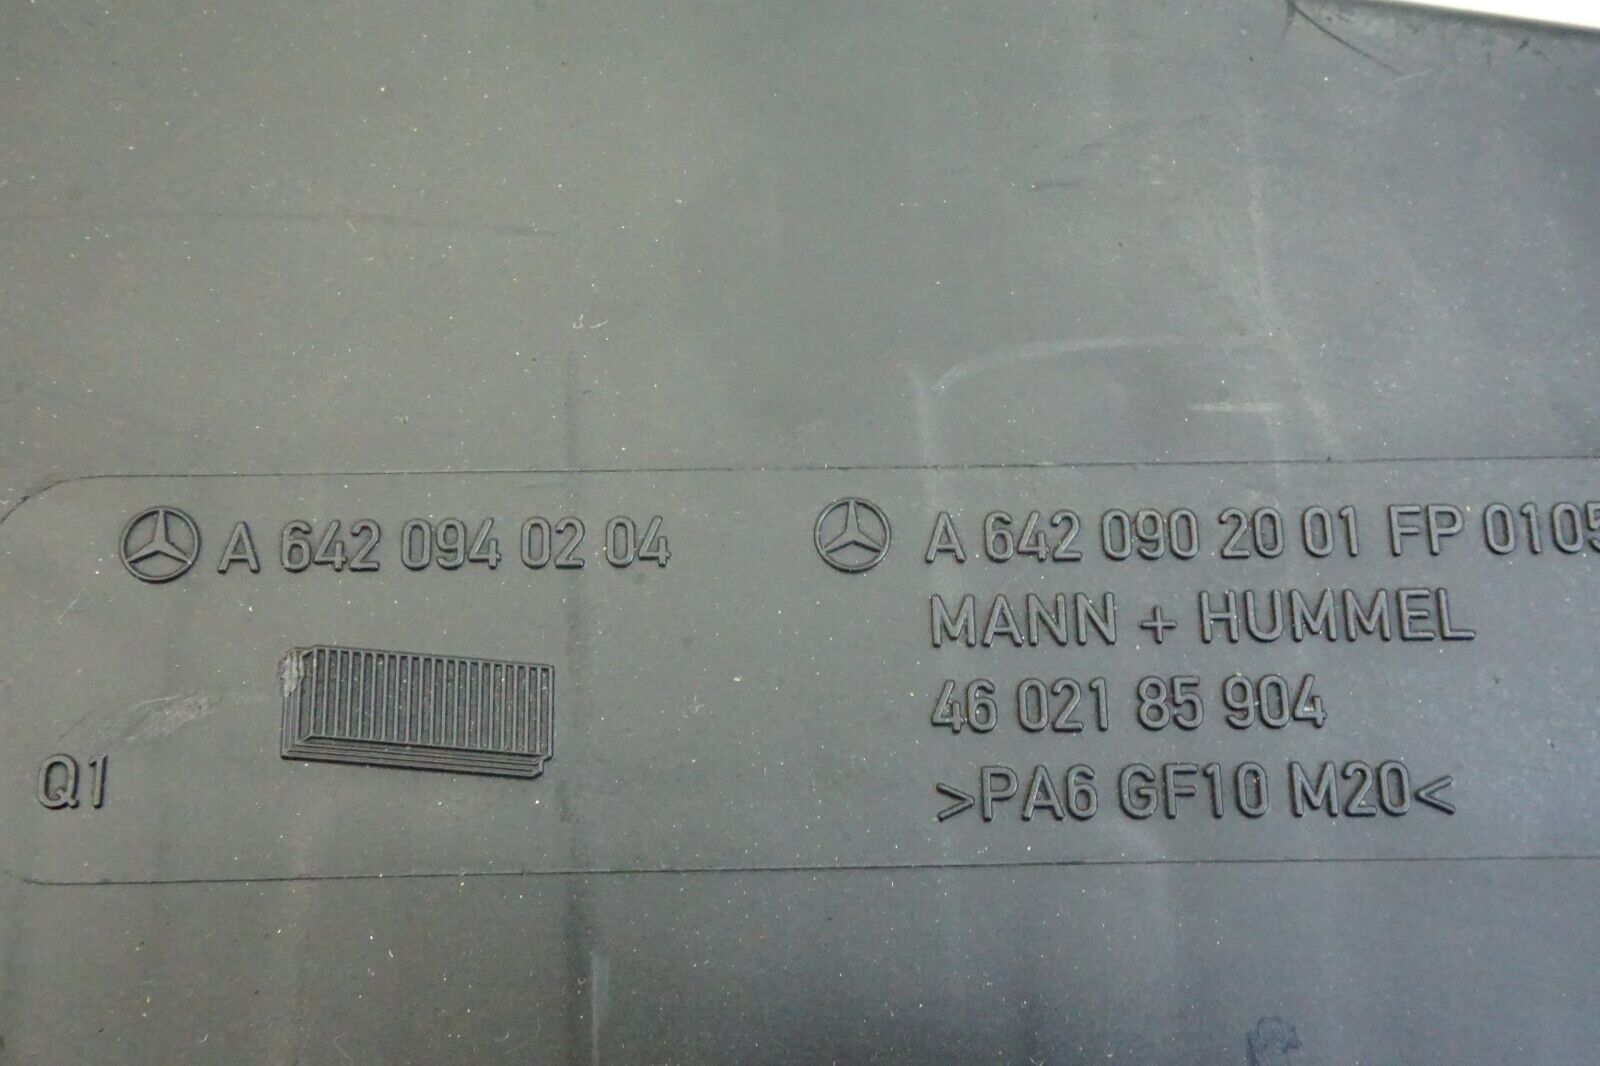 A 642 094 02 04
A 642 090 20 01 FP 0105
MANN + HUMMEL
46 021 85 904
>PA6 GF10 M20<
Q1